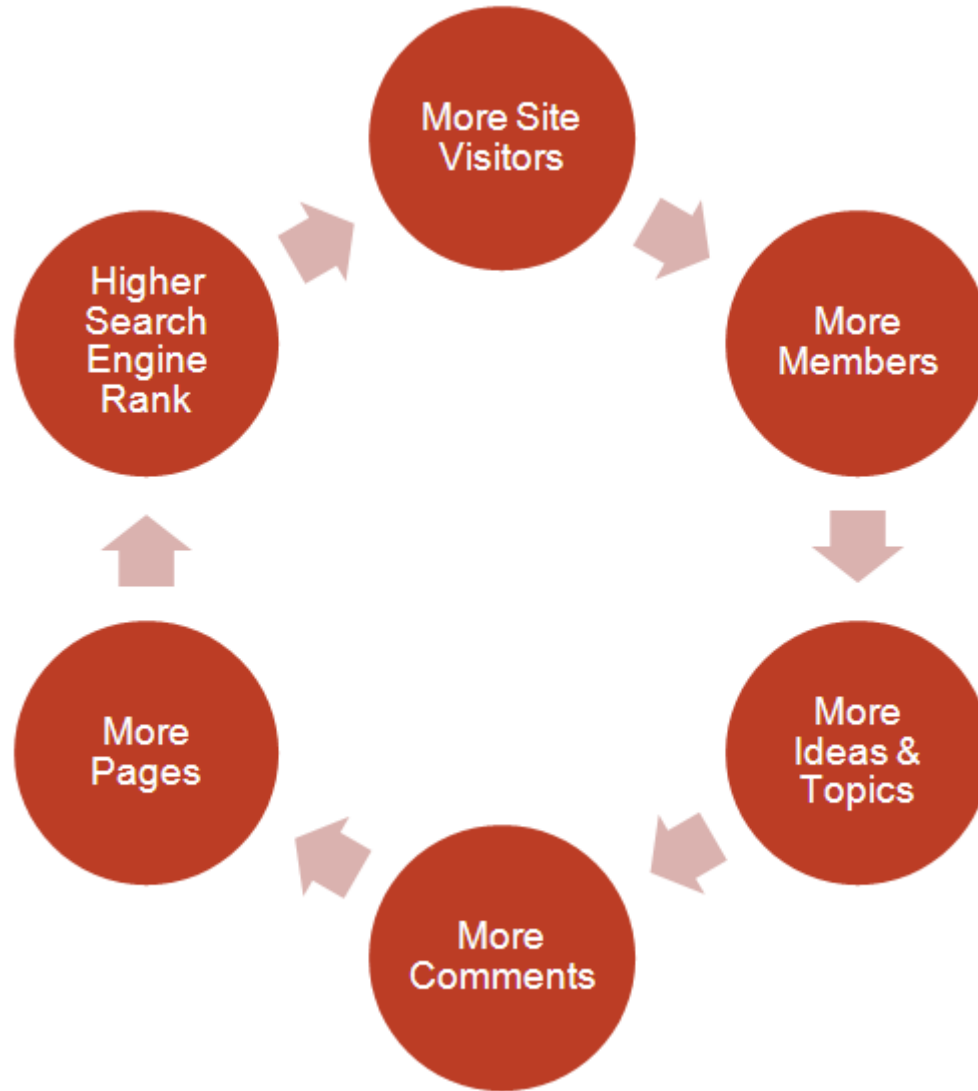 More Site
Visitors
More
Members
More
Ideas &
Topics
More
Comments
More
Pages
Higher
Search
Engine
Rank